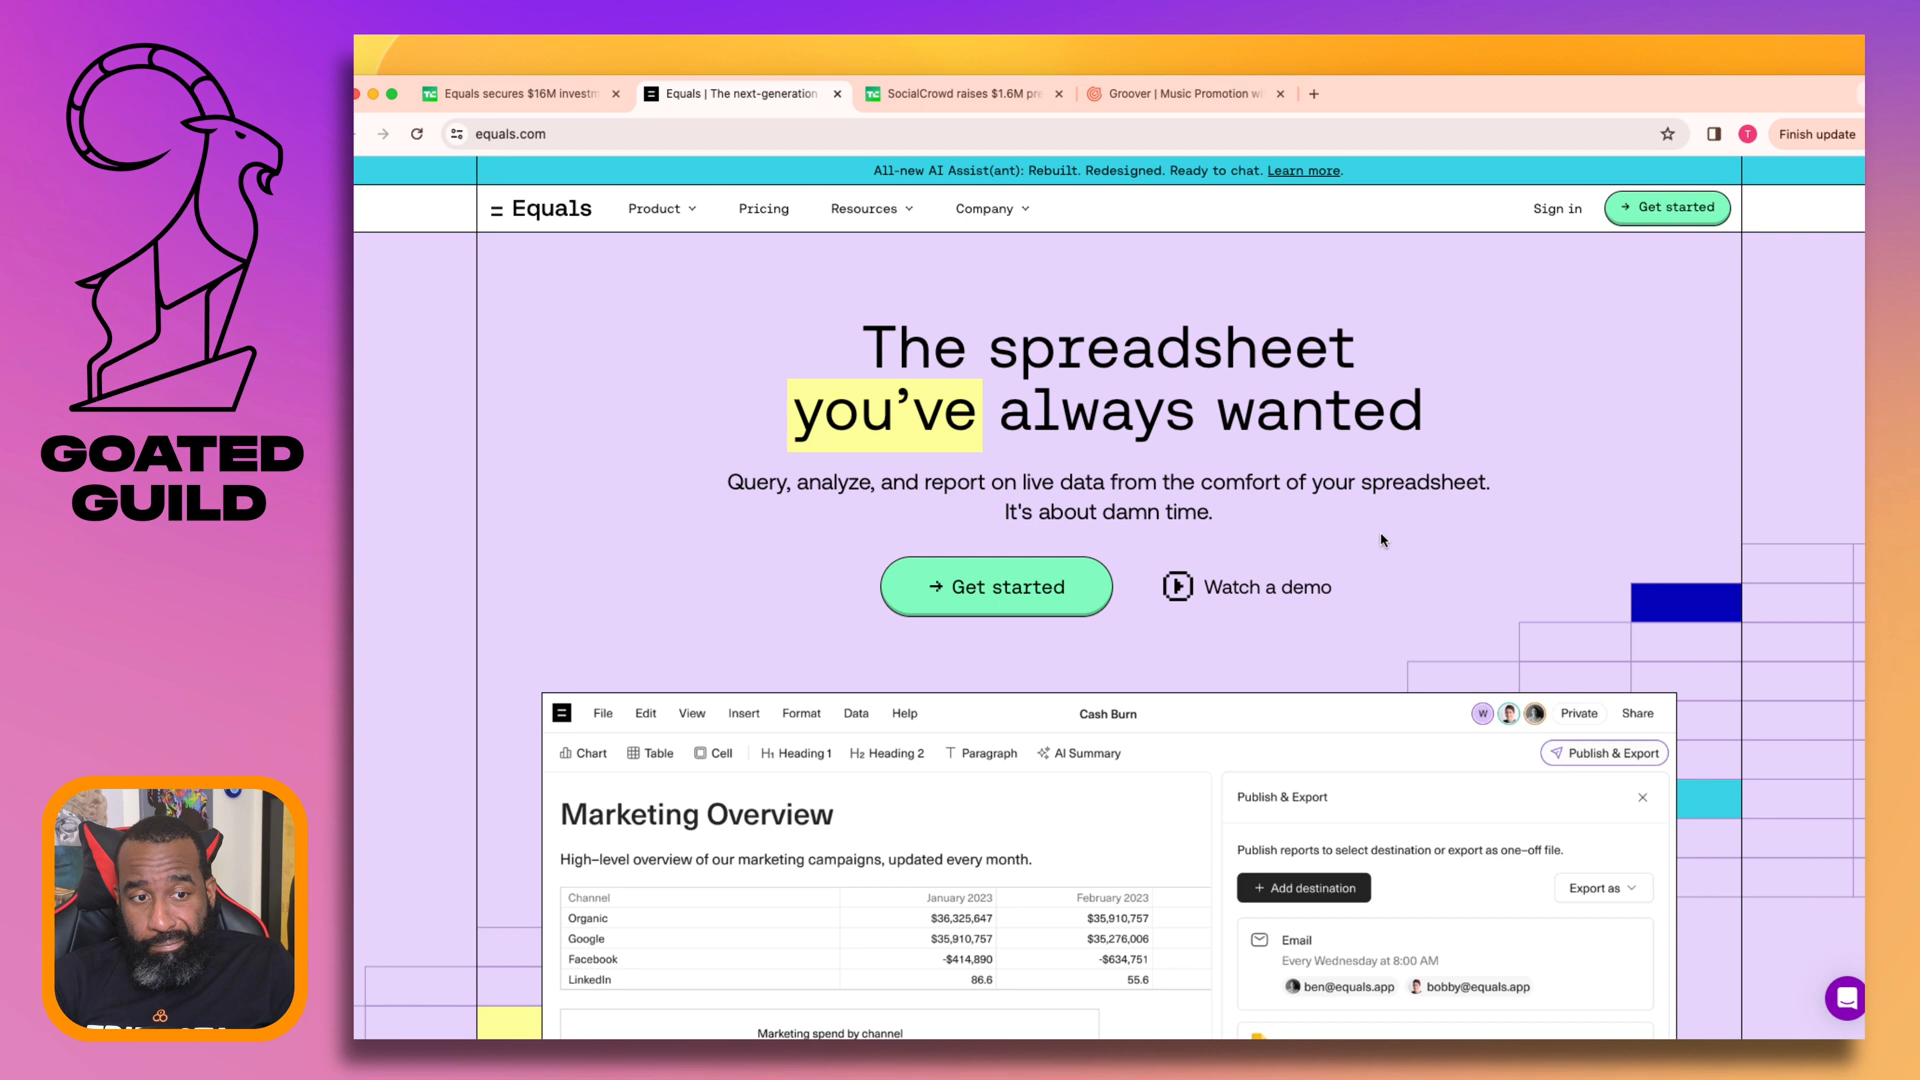 GOATED
GUILD
Equals secures $16M investm
Equals | The next-generation
SocialCrowd raises $1.6M pre
Groover | Music Promotion wi
equals.com
T
Finish update
All-new AI Assist(ant): Rebuilt. Redesigned. Ready to chat. Learn more.
= Equals
Product
Pricing
Resources
Company
Sign in
→ Get started
The spreadsheet
you've always wanted
Query, analyze, and report on live data from the comfort of your spreadsheet.
It's about damn time.
→ Get started
Watch a demo
File Edit View Insert Format Data Help
Cash Burn
W
Private
Share
Chart Table Cell H1 Heading 1 H2 Heading 2 T Paragraph AI Summary
Publish & Export
Marketing Overview
High-level overview of our marketing campaigns, updated every month.
Channel January 2023 February 2023
Organic $36,325,647 $35,910,757
Google $35,910,757 $35,276,006
Facebook -$414,890 -$634,751
LinkedIn 86.6 55.6
Marketing spend by channel
Publish & Export
Publish reports to select destination or export as one-off file.
+ Add destination
Export as
Email
Every Wednesday at 8:00 AM
ben@equals.app bobby@equals.app